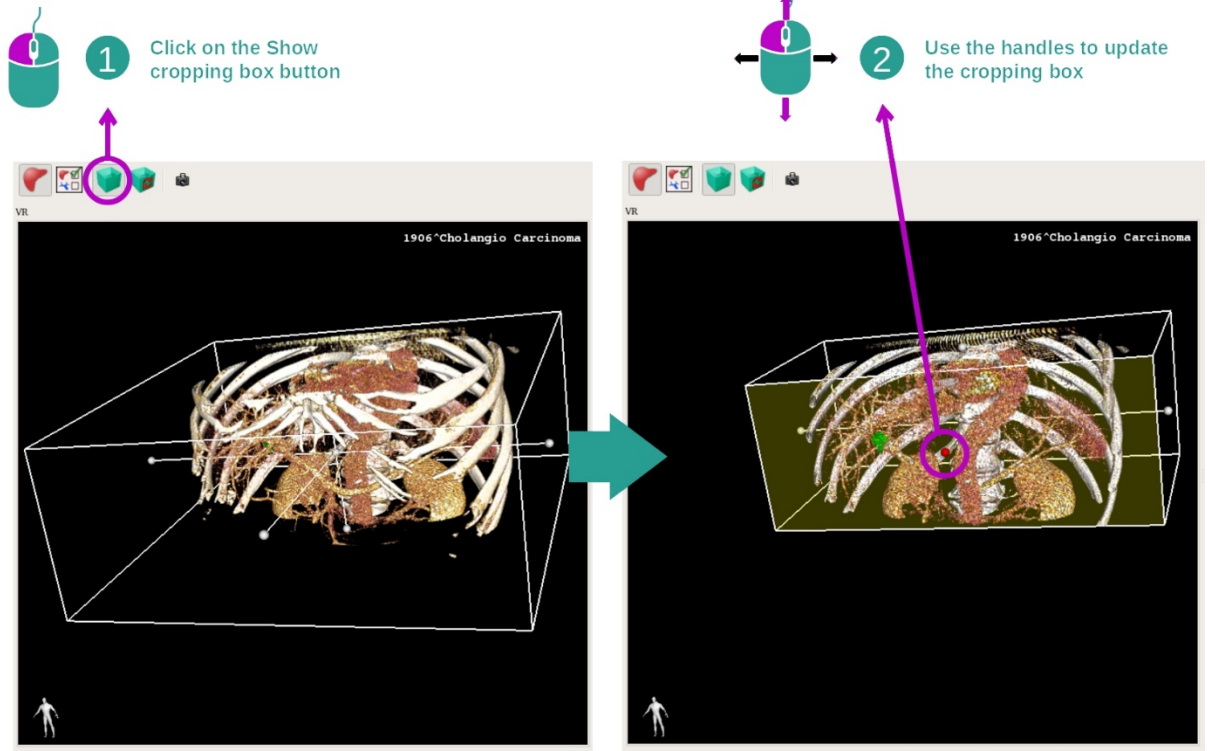 1
Click on the Show
cropping box button
2
Use the handles to update
the cropping box
VR
1906^Cholangio Carcinoma
VR
1906^Cholangio Carcinoma